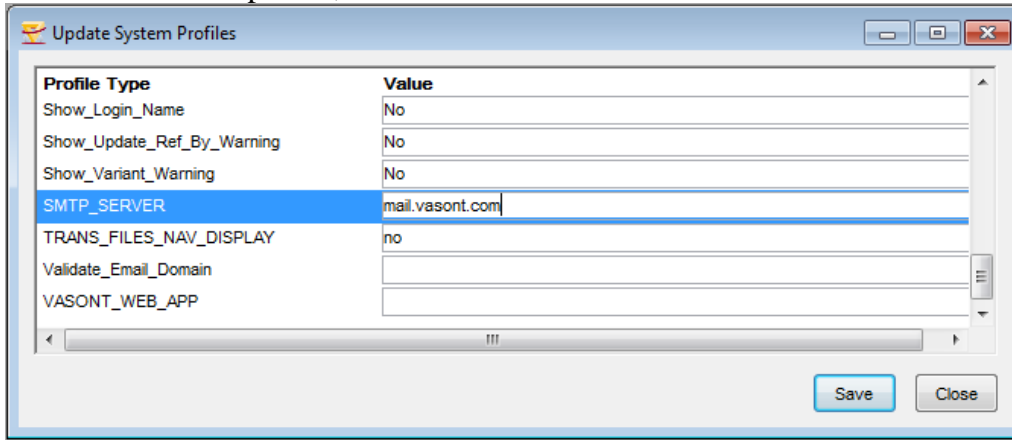 Update System Profiles
Profile Type Value
Show_Login_Name No
Show_Update_Ref_By_Warning No
Show_Variant_Warning No
SMTP_SERVER mail.vasont.com
TRANS_FILES_NAV_DISPLAY no
Validate_Email_Domain
VASONT_WEB_APP
Save Close